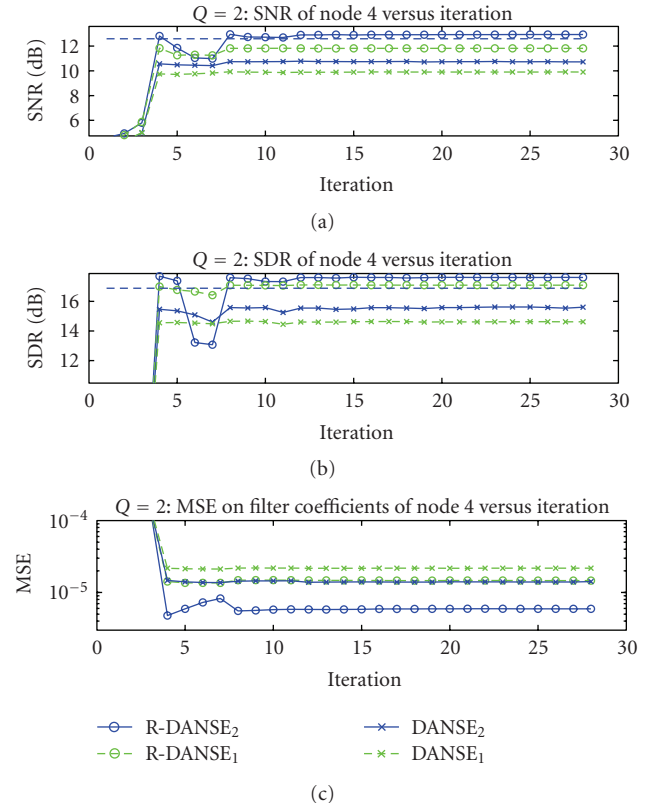 Q = 2: SNR of node 4 versus iteration
SNR (dB)
12
10
8
6
0 5 10 15 20 25 30
Iteration
(a)
Q = 2: SDR of node 4 versus iteration
SDR (dB)
16
14
12
0 5 10 15 20 25 30
Iteration
(b)
Q = 2: MSE on filter coefficients of node 4 versus iteration
MSE
10⁻⁴
10⁻⁵
0 5 10 15 20 25 30
Iteration
R-DANSE₂ DANSE₂
R-DANSE₁ DANSE₁
(c)